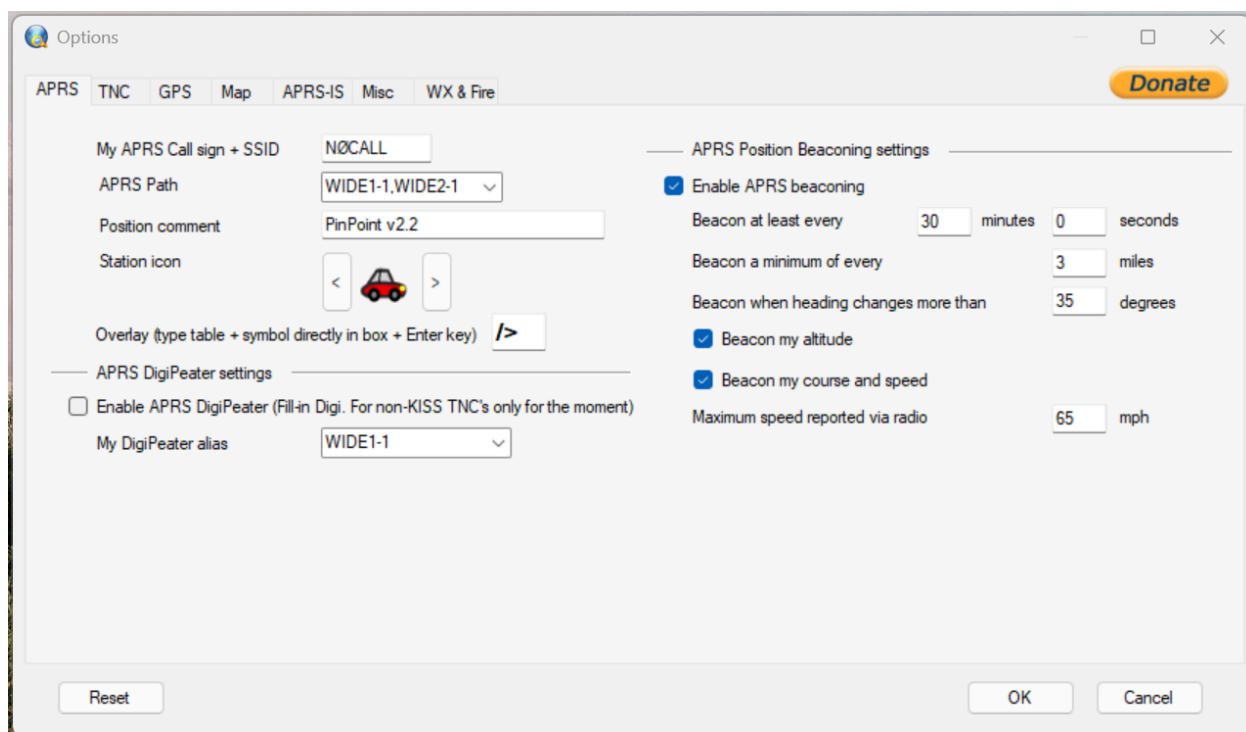 Options
APRS TNC GPS Map APRS-IS Misc WX & Fire
Donate
My APRS Call sign + SSID NØCALL
APRS Path WIDE1-1,WIDE2-1
Position comment PinPoint v2.2
Station icon < >
Overlay (type table + symbol directly in box + Enter key) />
APRS DigiPeater settings
Enable APRS DigiPeater (Fill-in Digi. For non-KISS TNC's only for the moment)
My DigiPeater alias WIDE1-1
APRS Position Beaconing settings
Enable APRS beaconing
Beacon at least every 30 minutes 0 seconds
Beacon a minimum of every 3 miles
Beacon when heading changes more than 35 degrees
Beacon my altitude
Beacon my course and speed
Maximum speed reported via radio 65 mph
Reset OK Cancel